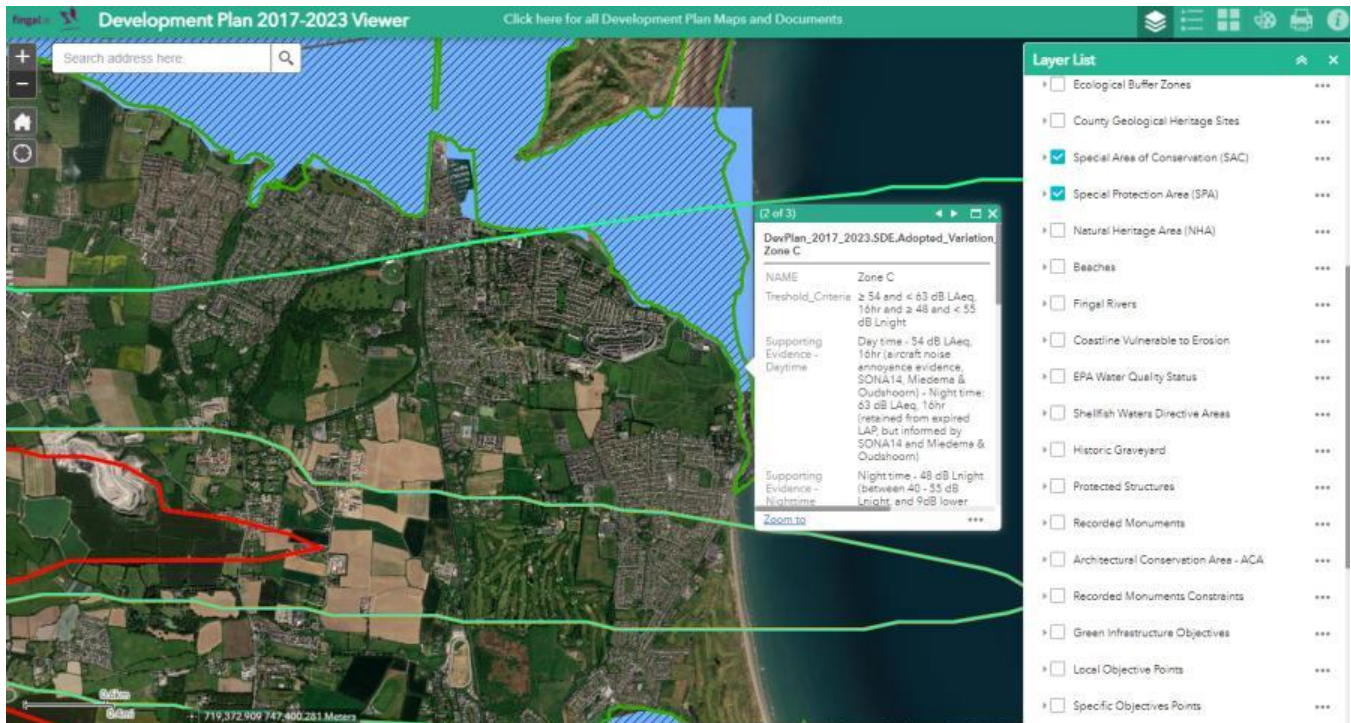 fingal.ie
Development Plan 2017-2023 Viewer
Click here for all Development Plan Maps and Documents
+
Search address here
−
Layer List
Ecological Buffer Zones
County Geological Heritage Sites
Special Area of Conservation (SAC)
Special Protection Area (SPA)
Natural Heritage Area (NHA)
Beaches
Fingal Rivers
Coastline Vulnerable to Erosion
EPA Water Quality Status
Shellfish Waters Directive Areas
Historic Graveyard
Protected Structures
Recorded Monuments
Architectural Conservation Area - ACA
Recorded Monuments Constraints
Green Infrastructure Objectives
Local Objective Points
Specific Objectives Points
(2 of 3)
DevPlan_2017_2023.SDE.Adopted_Variation_
Zone C
NAME Zone C
Treshold_Criteria ≥ 54 and < 63 dB LAeq,
16hr and ≥ 48 and < 55
dB Lnight
Supporting Day time - 54 dB LAeq,
Evidence - 16hr (aircraft noise
Daytime annoyance evidence,
SONA14, Miedema &
Oudshoorn) - Night time:
63 dB LAeq, 16hr
(retained from expired
LAP, but informed by
SONA14 and Miedema &
Oudshoorn)
Supporting Night time - 48 dB Lnight
Evidence - (between 40 - 55 dB
Nighttime Lnight, and 9dB lower
Zoom to
0.6km
0.4mi
719,372.909 747,400.281 Meters